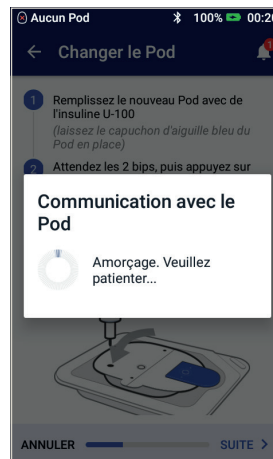 Aucun Pod 100% 00:20
Changer le Pod
1
1 Remplissez le nouveau Pod avec de
l'insuline U-100
(laissez le capuchon d'aiguille bleu du
Pod en place)
2 Attendez les 2 bips, puis appuyez sur
Communication avec le
Pod
Amorçage. Veuillez
patienter...
ANNULER SUITE